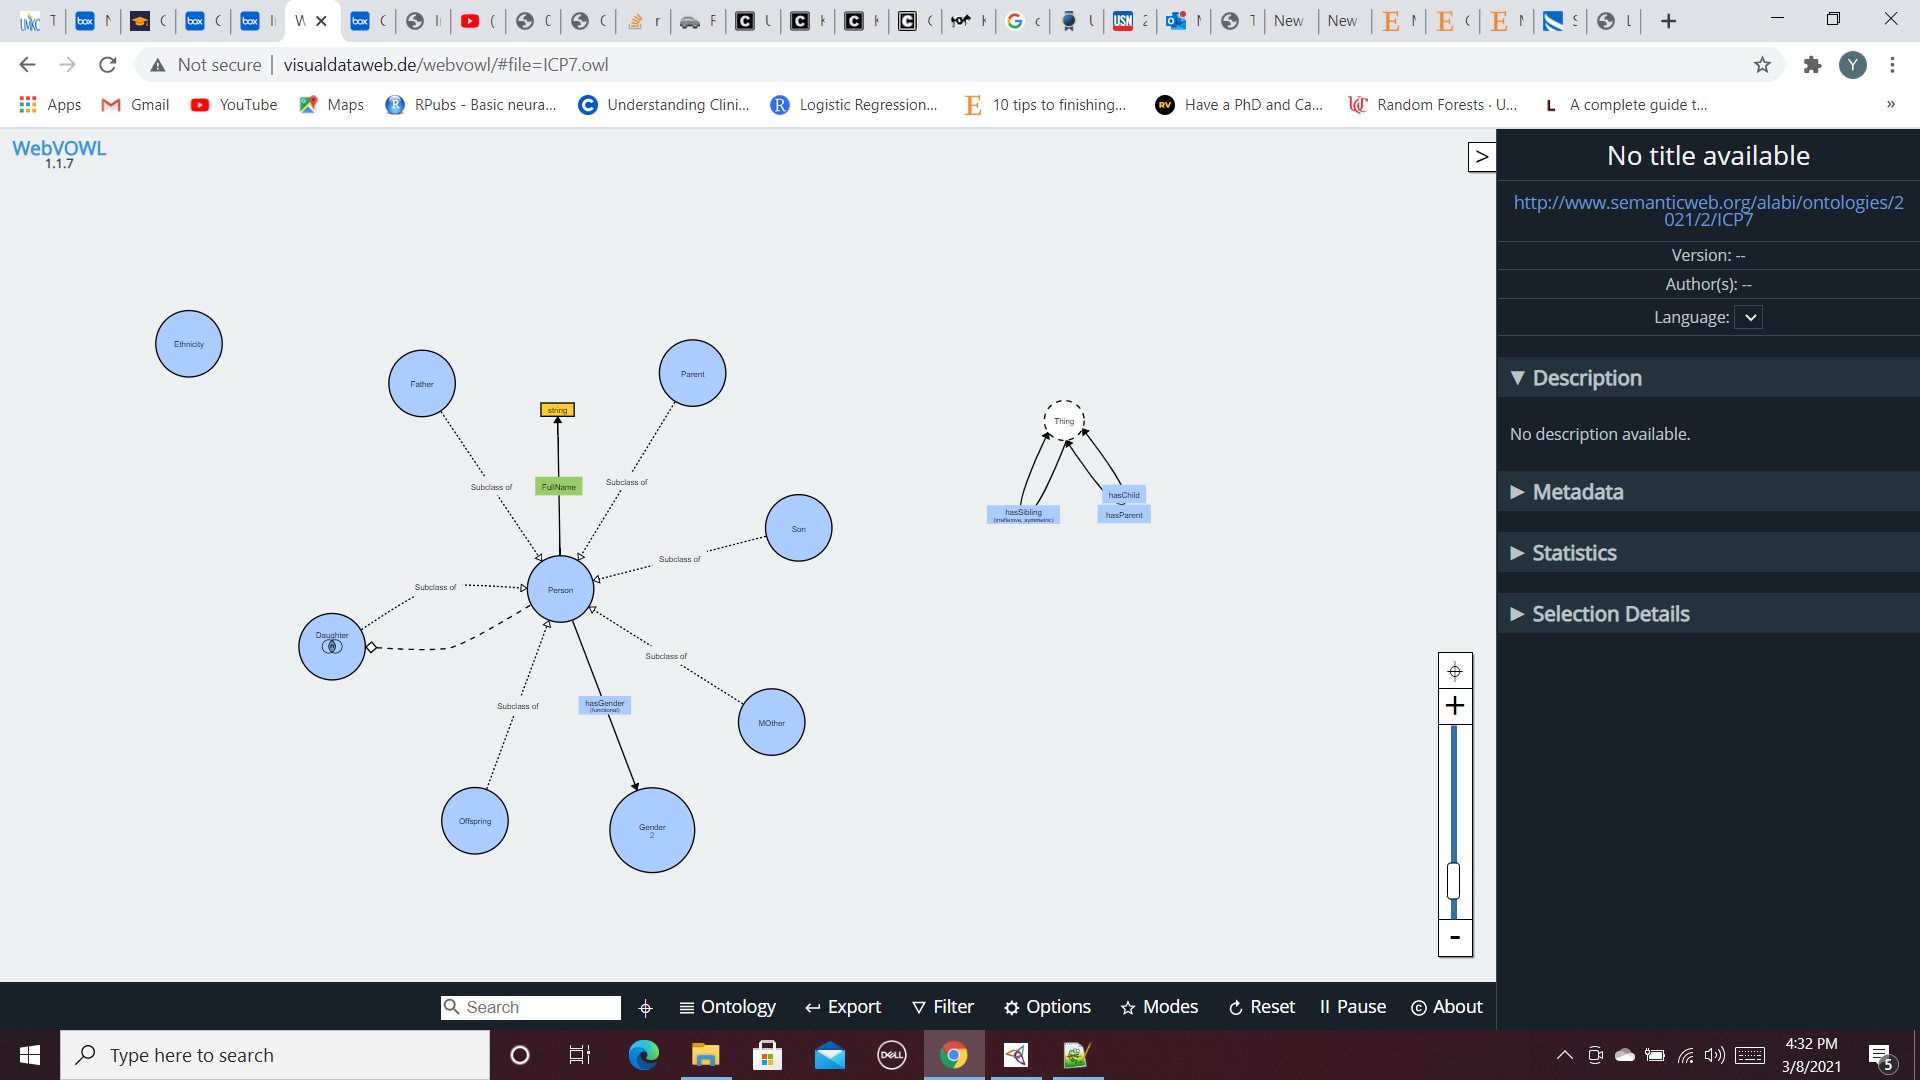 Not secure
visualdataweb.de/webvowl/#file=ICP7.owl
Y
Apps
Gmail
YouTube
Maps
RPubs - Basic neura...
Understanding Clini...
Logistic Regression...
10 tips to finishing...
Have a PhD and Ca...
Random Forests · U...
A complete guide t...
»
WebVOWL
1.1.7
>
No title available
http://www.semanticweb.org/alabi/ontologies/2
021/2/ICP7
Version: --
Author(s): --
Language:
Description
No description available.
Metadata
Statistics
Selection Details
Ethnicity
Father
Parent
string
Thing
Subclass of
FullName
Subclass of
hasChild
hasSibling
(irreflexive, symmetric)
hasParent
Son
Subclass of
Subclass of
Person
Daughter
Subclass of
Subclass of
hasGender
(functional)
MOther
Offspring
Gender
2
+
-
Search
Ontology
Export
Filter
Options
Modes
Reset
Pause
About
Type here to search
DELL
4:32 PM
3/8/2021
5